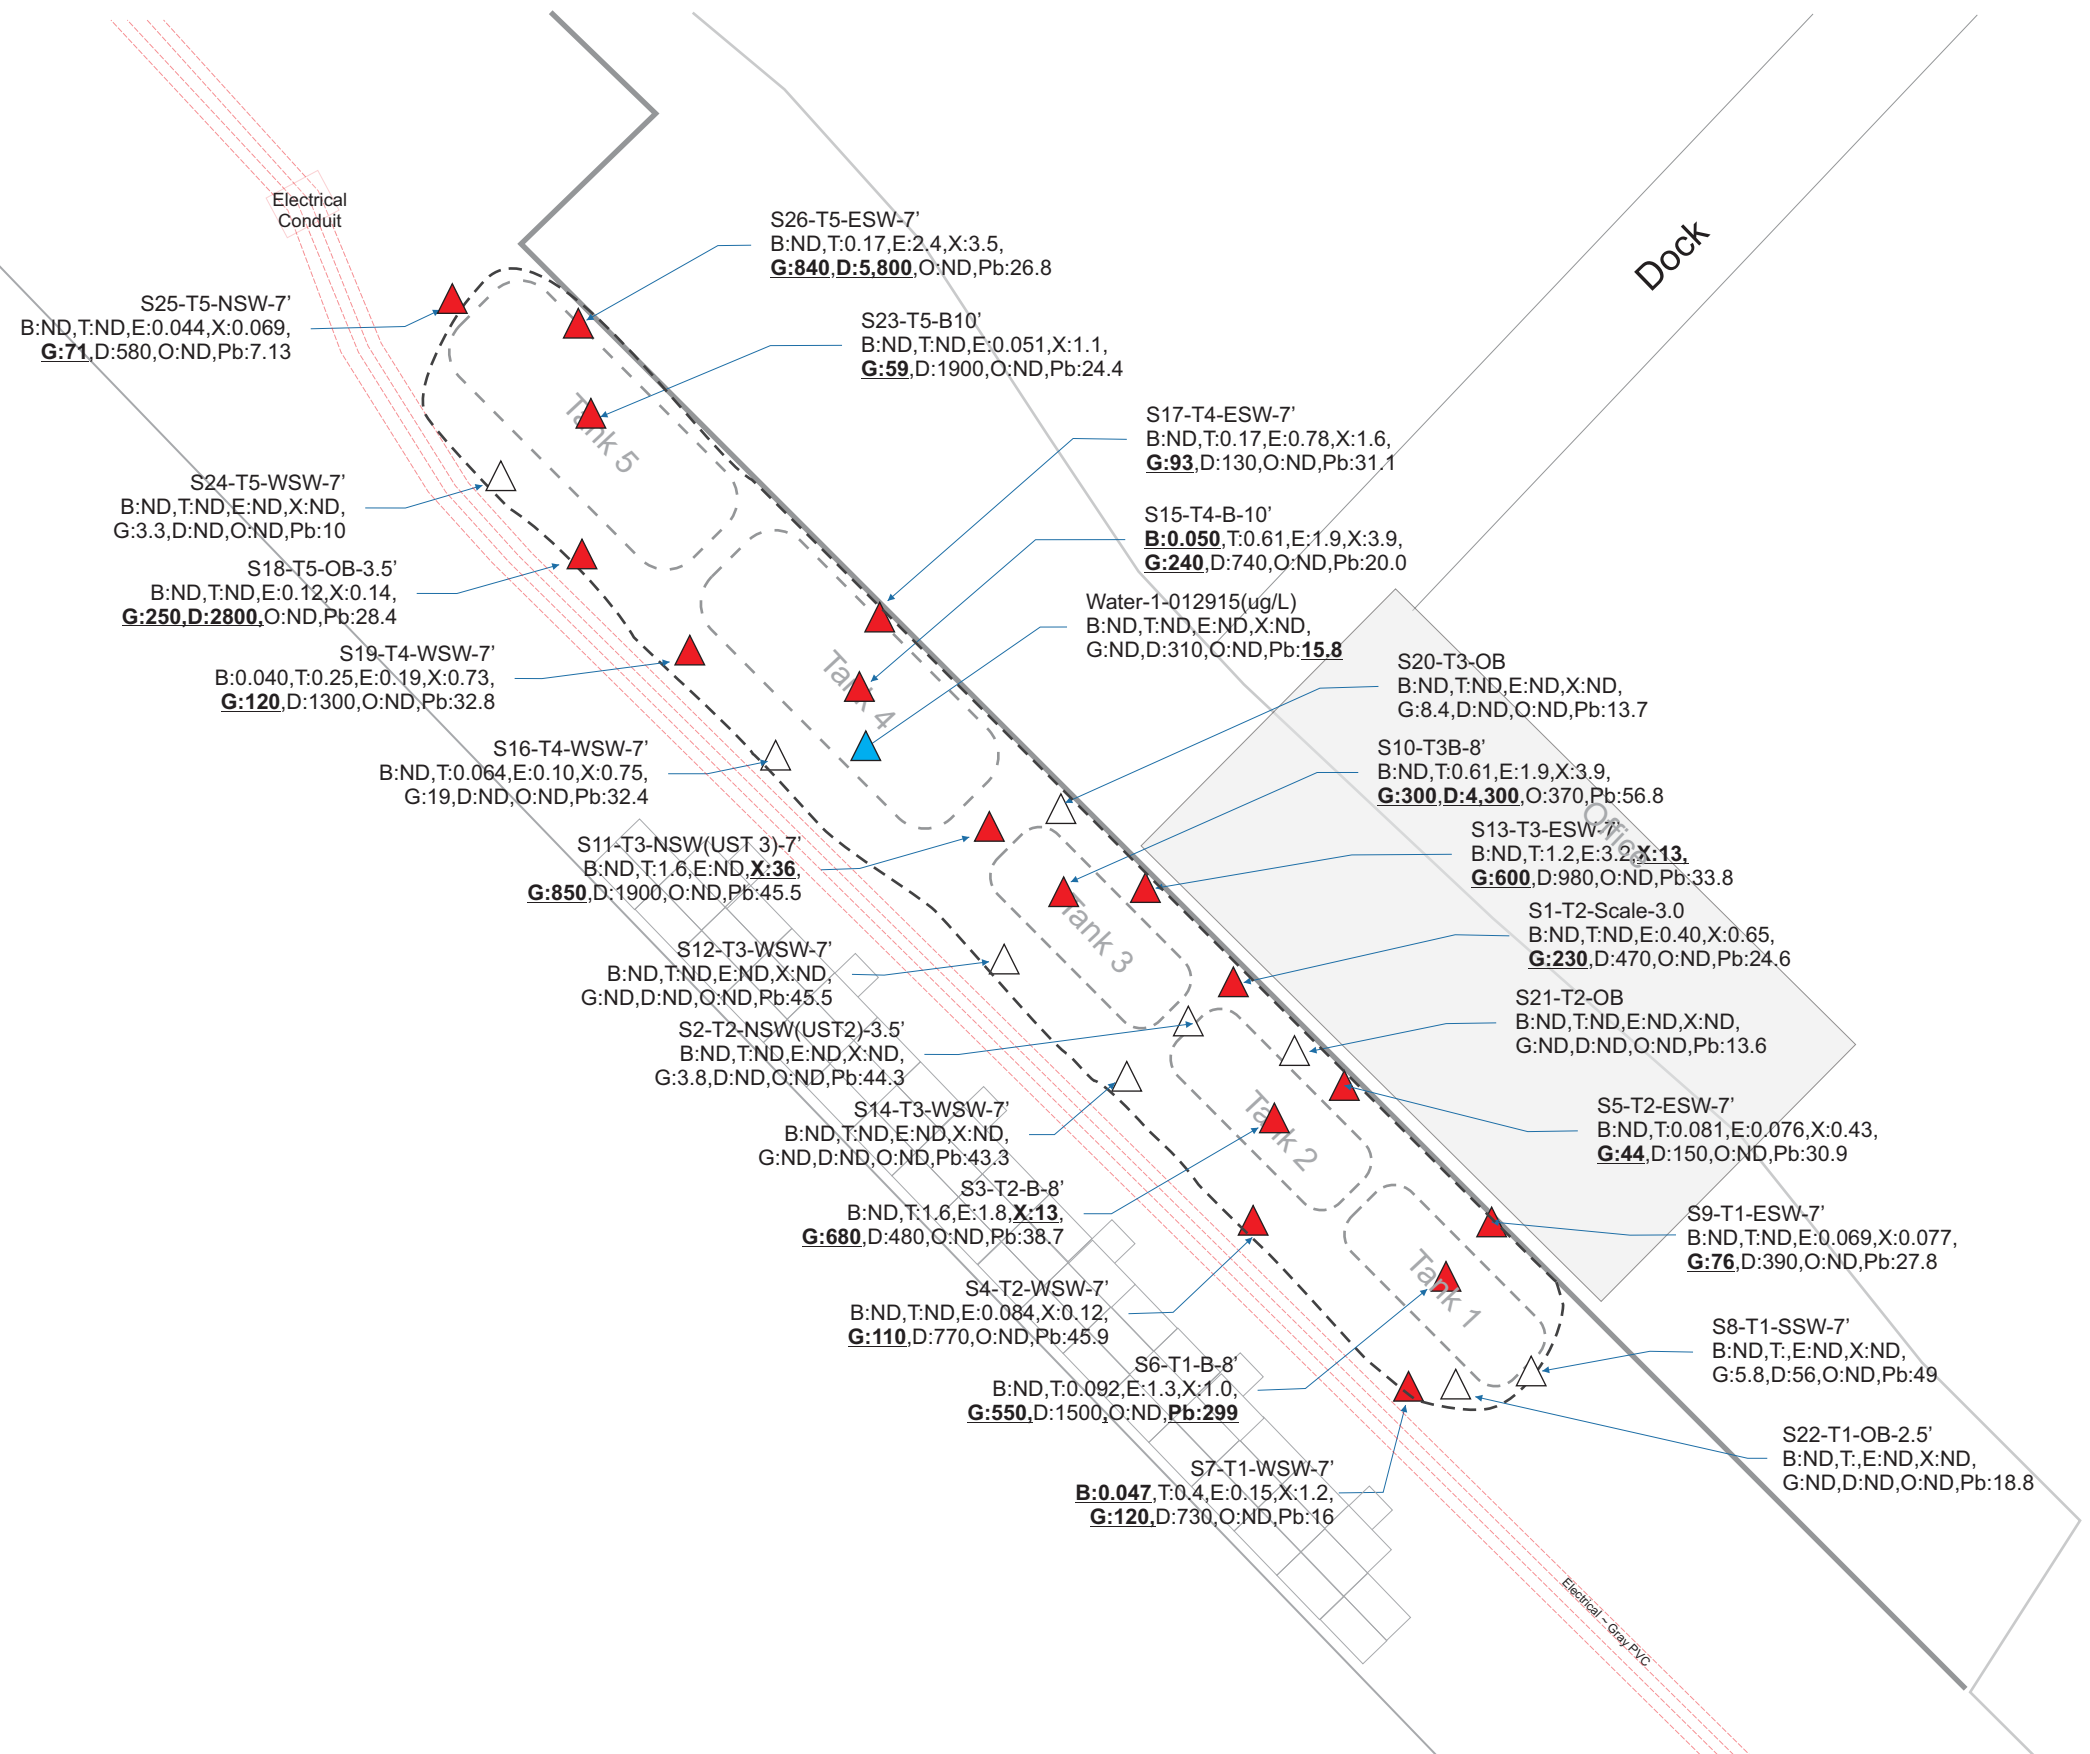 Electrical
Conduit
Dock
S26-T5-ESW-7’
B:ND,T:0.17,E:2.4,X:3.5,
G:840,D:5,800,O:ND,Pb:26.8
S25-T5-NSW-7’
B:ND,T:ND,E:0.044,X:0.069,
G:71,D:580,O:ND,Pb:7.13
S23-T5-B10’
B:ND,T:ND,E:0.051,X:1.1,
G:59,D:1900,O:ND,Pb:24.4
Tank 5
S17-T4-ESW-7’
B:ND,T:0.17,E:0.78,X:1.6,
G:93,D:130,O:ND,Pb:31.1
S24-T5-WSW-7’
B:ND,T:ND,E:ND,X:ND,
G:3.3,D:ND,O:ND,Pb:10
S15-T4-B-10’
B:0.050,T:0.61,E:1.9,X:3.9,
G:240,D:740,O:ND,Pb:20.0
S18-T5-OB-3.5’
B:ND,T:ND,E:0.12,X:0.14,
G:250,D:2800,O:ND,Pb:28.4
Water-1-012915(ug/L)
B:ND,T:ND,E:ND,X:ND,
G:ND,D:310,O:ND,Pb:15.8
S19-T4-WSW-7’
B:0.040,T:0.25,E:0.19,X:0.73,
G:120,D:1300,O:ND,Pb:32.8
Tank 4
S20-T3-OB
B:ND,T:ND,E:ND,X:ND,
G:8.4,D:ND,O:ND,Pb:13.7
S16-T4-WSW-7’
B:ND,T:0.064,E:0.10,X:0.75,
G:19,D:ND,O:ND,Pb:32.4
S10-T3B-8’
B:ND,T:0.61,E:1.9,X:3.9,
G:300,D:4,300,O:370,Pb:56.8
Office
S11-T3-NSW(UST 3)-7’
B:ND,T:1.6,E:ND,X:36,
G:850,D:1900,O:ND,Pb:45.5
S13-T3-ESW-7’
B:ND,T:1.2,E:3.2,X:13,
G:600,D:980,O:ND,Pb:33.8
Tank 3
S1-T2-Scale-3.0
B:ND,T:ND,E:0.40,X:0.65,
G:230,D:470,O:ND,Pb:24.6
S12-T3-WSW-7’
B:ND,T:ND,E:ND,X:ND,
G:ND,D:ND,O:ND,Pb:45.5
S21-T2-OB
B:ND,T:ND,E:ND,X:ND,
G:ND,D:ND,O:ND,Pb:13.6
S2-T2-NSW(UST2)-3.5’
B:ND,T:ND,E:ND,X:ND,
G:3.8,D:ND,O:ND,Pb:44.3
S14-T3-WSW-7’
B:ND,T:ND,E:ND,X:ND,
G:ND,D:ND,O:ND,Pb:43.3
S5-T2-ESW-7’
B:ND,T:0.081,E:0.076,X:0.43,
G:44,D:150,O:ND,Pb:30.9
Tank 2
S3-T2-B-8’
B:ND,T:1.6,E:1.8,X:13,
G:680,D:480,O:ND,Pb:38.7
S9-T1-ESW-7’
B:ND,T:ND,E:0.069,X:0.077,
G:76,D:390,O:ND,Pb:27.8
S4-T2-WSW-7’
B:ND,T:ND,E:0.084,X:0.12,
G:110,D:770,O:ND,Pb:45.9
Tank 1
S8-T1-SSW-7’
B:ND,T:,E:ND,X:ND,
G:5.8,D:56,O:ND,Pb:49
S6-T1-B-8’
B:ND,T:0.092,E:1.3,X:1.0,
G:550,D:1500,O:ND,Pb:299
S22-T1-OB-2.5’
B:ND,T:,E:ND,X:ND,
G:ND,D:ND,O:ND,Pb:18.8
S7-T1-WSW-7’
B:0.047,T:0.4,E:0.15,X:1.2,
G:120,D:730,O:ND,Pb:16
Electrical ~ Gray PVC